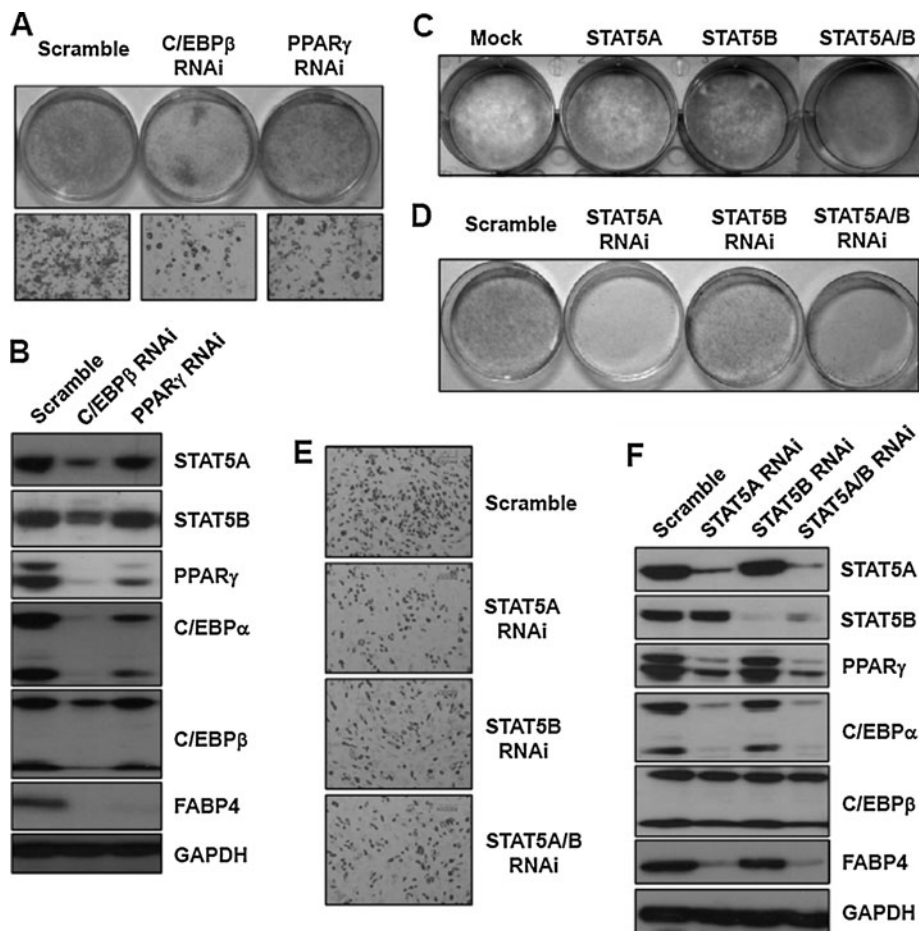 A
Scramble
C/EBPβ
RNAi
PPARγ
RNAi
B
Scramble
C/EBPβ RNAi
PPARγ RNAi
STAT5A
STAT5B
PPARγ
C/EBPα
C/EBPβ
FABP4
GAPDH
C
Mock
STAT5A
STAT5B
STAT5A/B
D
Scramble
STAT5A
RNAi
STAT5B
RNAi
STAT5A/B
RNAi
E
Scramble
STAT5A
RNAi
STAT5B
RNAi
STAT5A/B
RNAi
F
Scramble
STAT5A RNAi
STAT5B RNAi
STAT5A/B RNAi
STAT5A
STAT5B
PPARγ
C/EBPα
C/EBPβ
FABP4
GAPDH